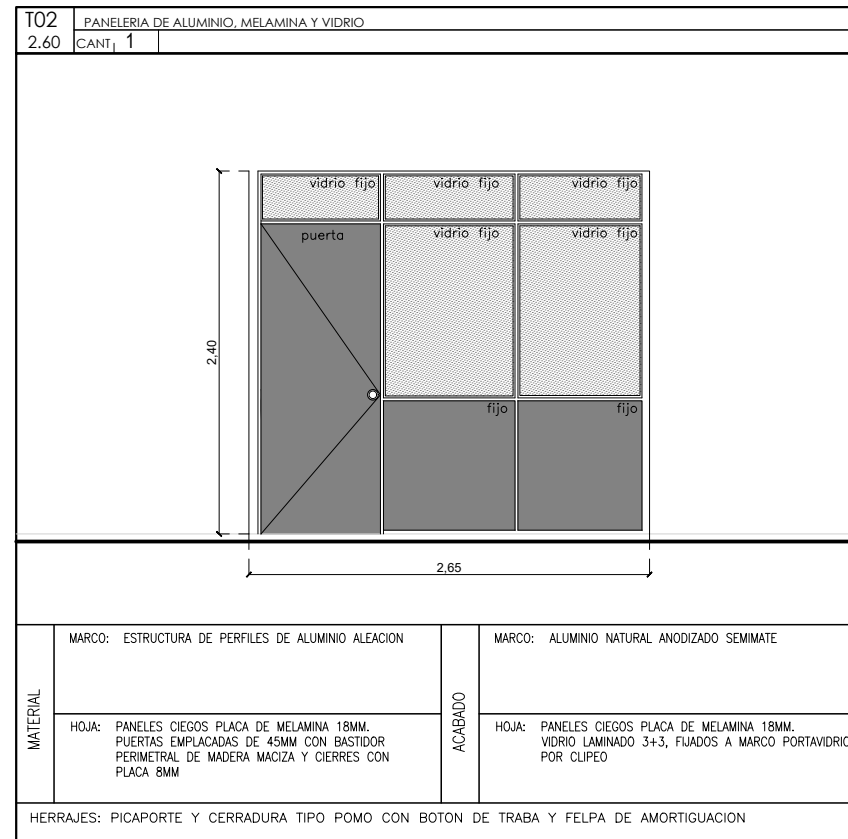 T02 PANELERIA DE ALUMINIO, MELAMINA Y VIDRIO
2.60 CANT¡ 1
vidrio fijo vidrio fijo vidrio fijo
puerta vidrio fijo vidrio fijo
2,40
fijo fijo
2,65
MATERIAL
MARCO: ESTRUCTURA DE PERFILES DE ALUMINIO ALEACION
HOJA: PANELES CIEGOS PLACA DE MELAMINA 18MM.
PUERTAS EMPLACADAS DE 45MM CON BASTIDOR
PERIMETRAL DE MADERA MACIZA Y CIERRES CON
PLACA 8MM
ACABADO
MARCO: ALUMINIO NATURAL ANODIZADO SEMIMATE
HOJA: PANELES CIEGOS PLACA DE MELAMINA 18MM.
VIDRIO LAMINADO 3+3, FIJADOS A MARCO PORTAVIDRIO
POR CLIPEO
HERRAJES: PICAPORTE Y CERRADURA TIPO POMO CON BOTON DE TRABA Y FELPA DE AMORTIGUACION